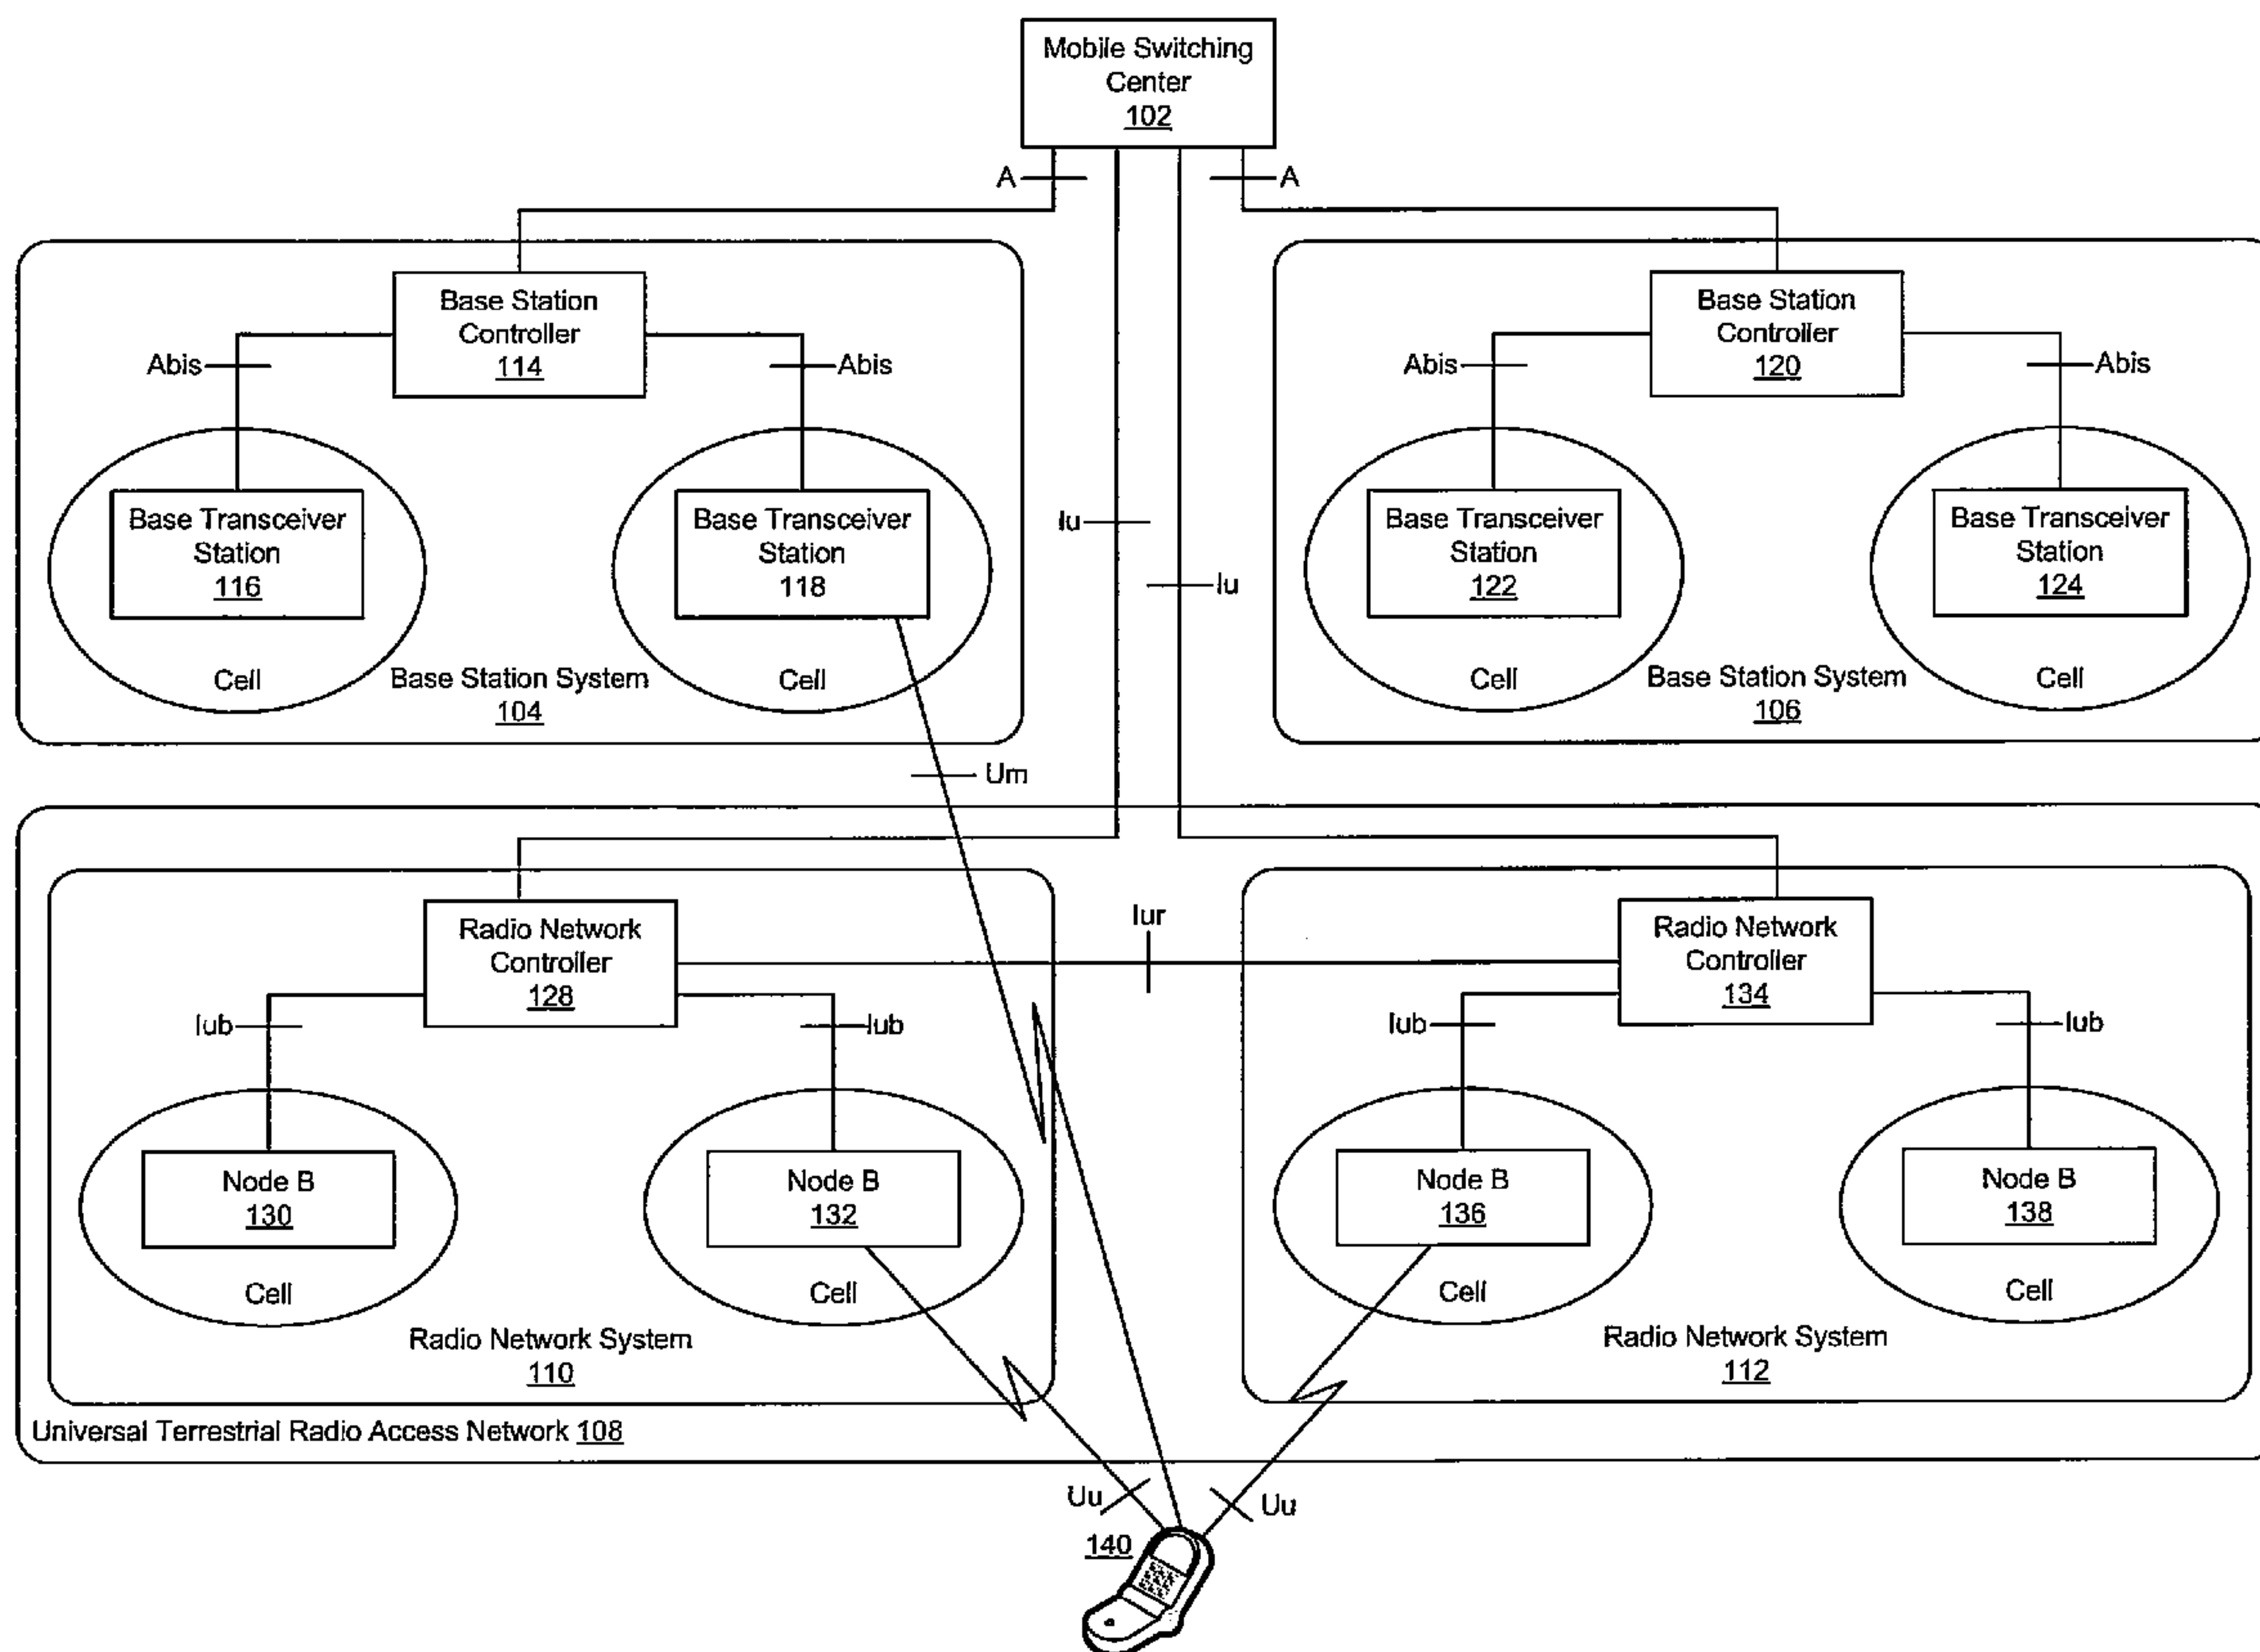 Mobile Switching
Center
102
A
A
Base Station
Controller
114
Abis
Abis
Base Transceiver
Station
116
Cell
Base Transceiver
Station
118
Cell
Base Station System
104
Iu
Iu
Base Station
Controller
120
Abis
Abis
Base Transceiver
Station
122
Cell
Base Transceiver
Station
124
Cell
Base Station System
106
Um
Radio Network
Controller
128
Iub
Iub
Node B
130
Cell
Node B
132
Cell
Radio Network System
110
Iur
Radio Network
Controller
134
Iub
Iub
Node B
136
Cell
Node B
138
Cell
Radio Network System
112
Universal Terrestrial Radio Access Network 108
Uu
Uu
140